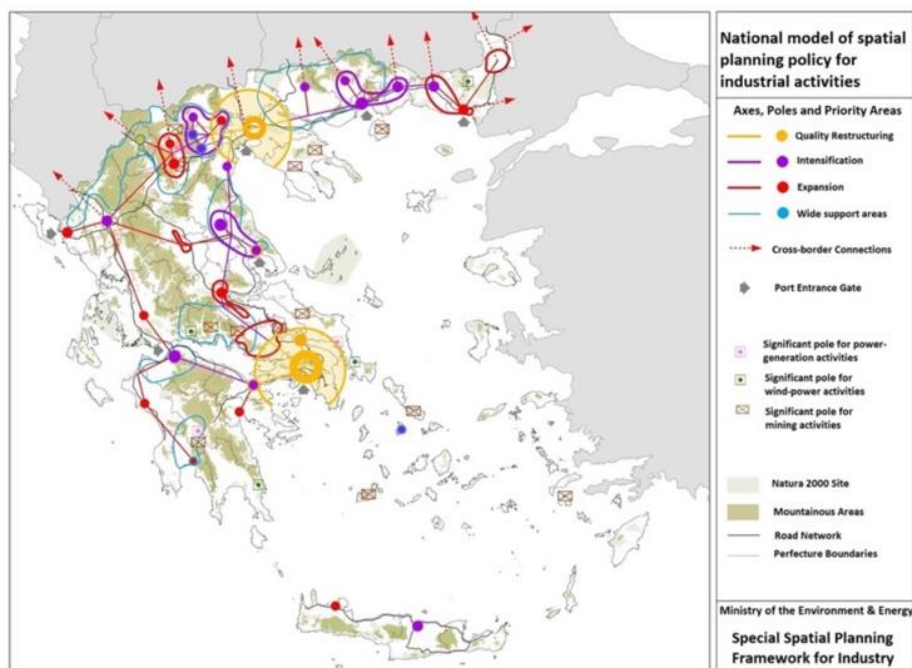 National model of spatial
planning policy for
industrial activities
Axes, Poles and Priority Areas
Quality Restructuring
Intensification
Expansion
Wide support areas
Cross-border Connections
Port Entrance Gate
Significant pole for power-
generation activities
Significant pole for
wind-power activities
Significant pole for
mining activities
Natura 2000 Site
Mountainous Areas
Road Network
Perfecture Boundaries
Ministry of the Environment & Energy
Special Spatial Planning
Framework for Industry